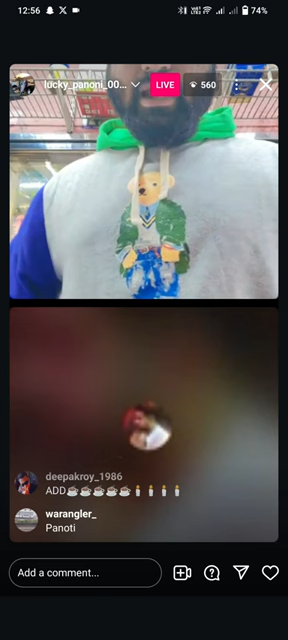 12:56
74%
lucky_panoni_00...
LIVE
560
deepakroy_1986
ADD☕☕☕☕☕🕯🕯🕯🕯
warangler_
Panoti
Add a comment...